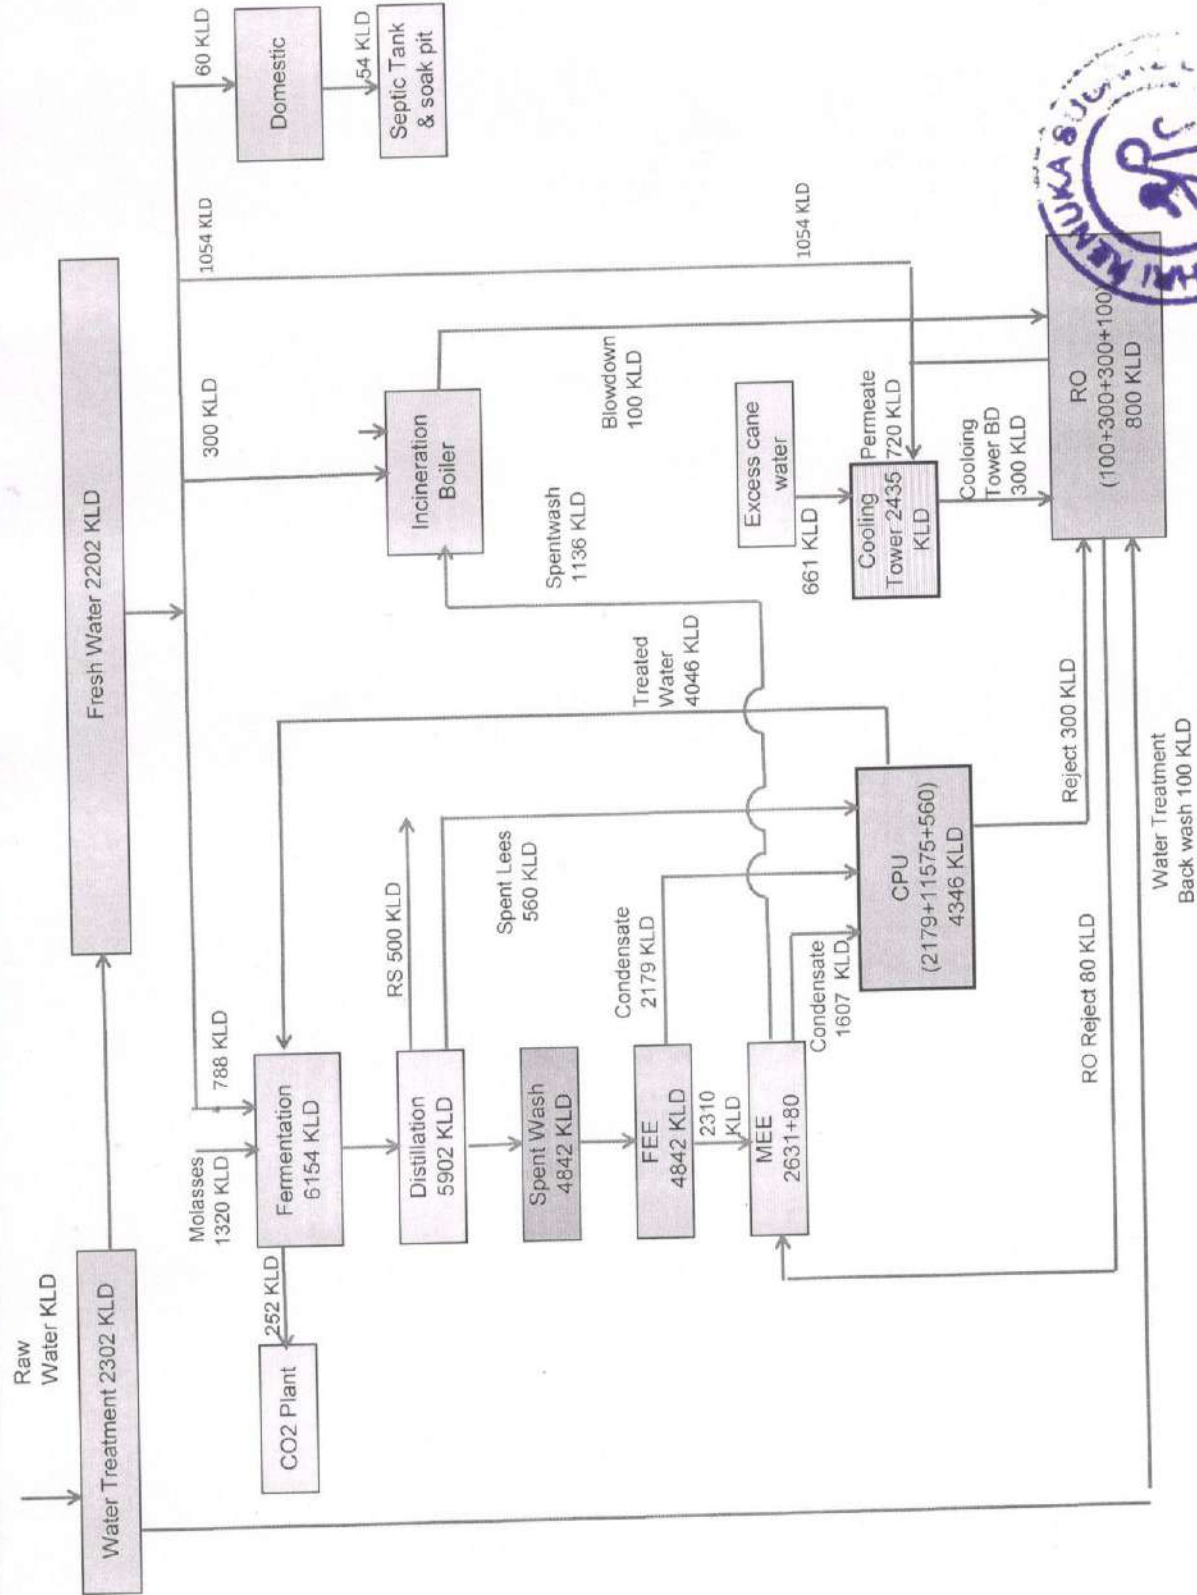 Raw
Water KLD
Water Treatment 2302 KLD
Fresh Water 2202 KLD
Molasses
1320 KLD
788 KLD
300 KLD
1054 KLD
60 KLD
Domestic
54 KLD
Septic Tank
& soak pit
252 KLD
CO2 Plant
Fermentation
6154 KLD
Distillation
5902 KLD
RS 500 KLD
Spent Lees
560 KLD
Spent Wash
4842 KLD
FEE
4842 KLD
Condensate
2179 KLD
2310
KLD
MEE
2631+80
Condensate
1607 KLD
Treated
Water
4046 KLD
Spentwash
1136 KLD
Incineration
Boiler
Blowdown
100 KLD
1054 KLD
Excess cane
water
661 KLD
Permeate
720 KLD
Cooling
Tower 2435
KLD
Cooloing
Tower BD
300 KLD
CPU
(2179+11575+560)
4346 KLD
Reject 300 KLD
RO
(100+300+300+100)
800 KLD
RO Reject 80 KLD
Water Treatment
Back wash 100 KLD
RENUKA